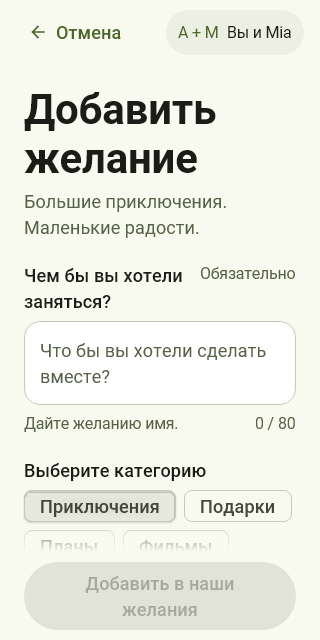 ← Отмена
A + M Вы и Mia
Добавить
желание
Большие приключения.
Маленькие радости.
Чем бы вы хотели
заняться?
Обязательно
Что бы вы хотели сделать
вместе?
Дайте желанию имя.
0 / 80
Выберите категорию
Приключения
Подарки
Планы
Фильмы
Добавить в наши
желания